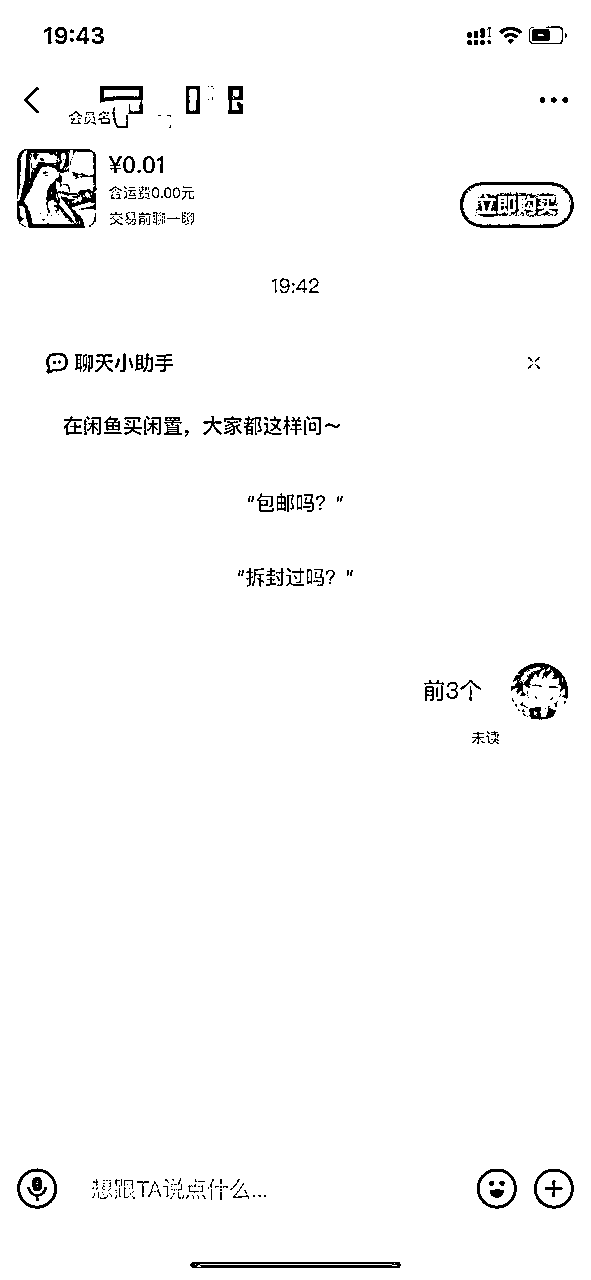 19:43
会员名
¥0.01
含运费0.00元
交易前聊一聊
立即购买
19:42
聊天小助手
在闲鱼买闲置，大家都这样问～
“包邮吗？”
“拆封过吗？”
前3个
未读
想跟TA说点什么...